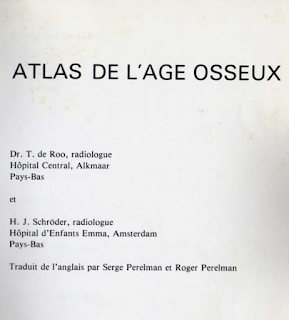 ATLAS DE L'AGE OSSEUX
Dr. T. de Roo, radiologue
Hôpital Central, Alkmaar
Pays-Bas
et
H. J. Schröder, radiologue
Hôpital d'Enfants Emma, Amsterdam
Pays-Bas
Traduit de l'anglais par Serge Perelman et Roger Perelman